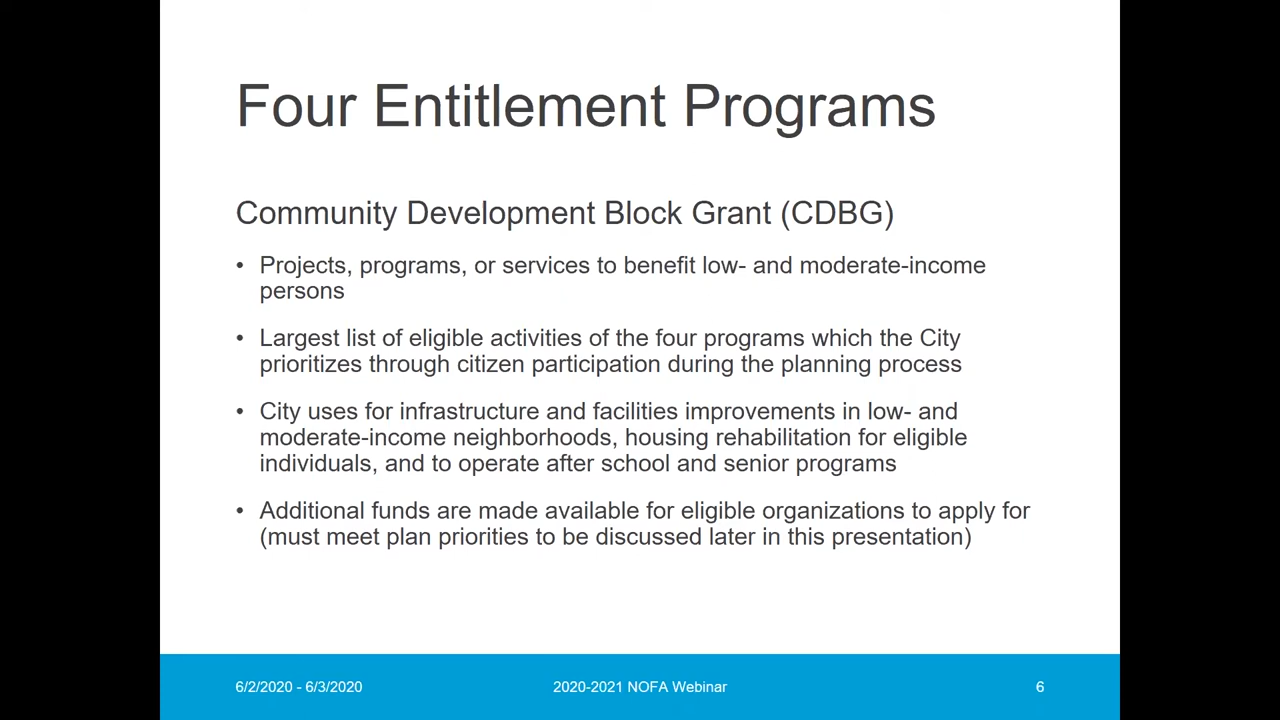 Four Entitlement Programs
Community Development Block Grant (CDBG)
• Projects, programs, or services to benefit low- and moderate-income
persons
• Largest list of eligible activities of the four programs which the City
prioritizes through citizen participation during the planning process
• City uses for infrastructure and facilities improvements in low- and
moderate-income neighborhoods, housing rehabilitation for eligible
individuals, and to operate after school and senior programs
• Additional funds are made available for eligible organizations to apply for
(must meet plan priorities to be discussed later in this presentation)
6/2/2020 - 6/3/2020
2020-2021 NOFA Webinar
6